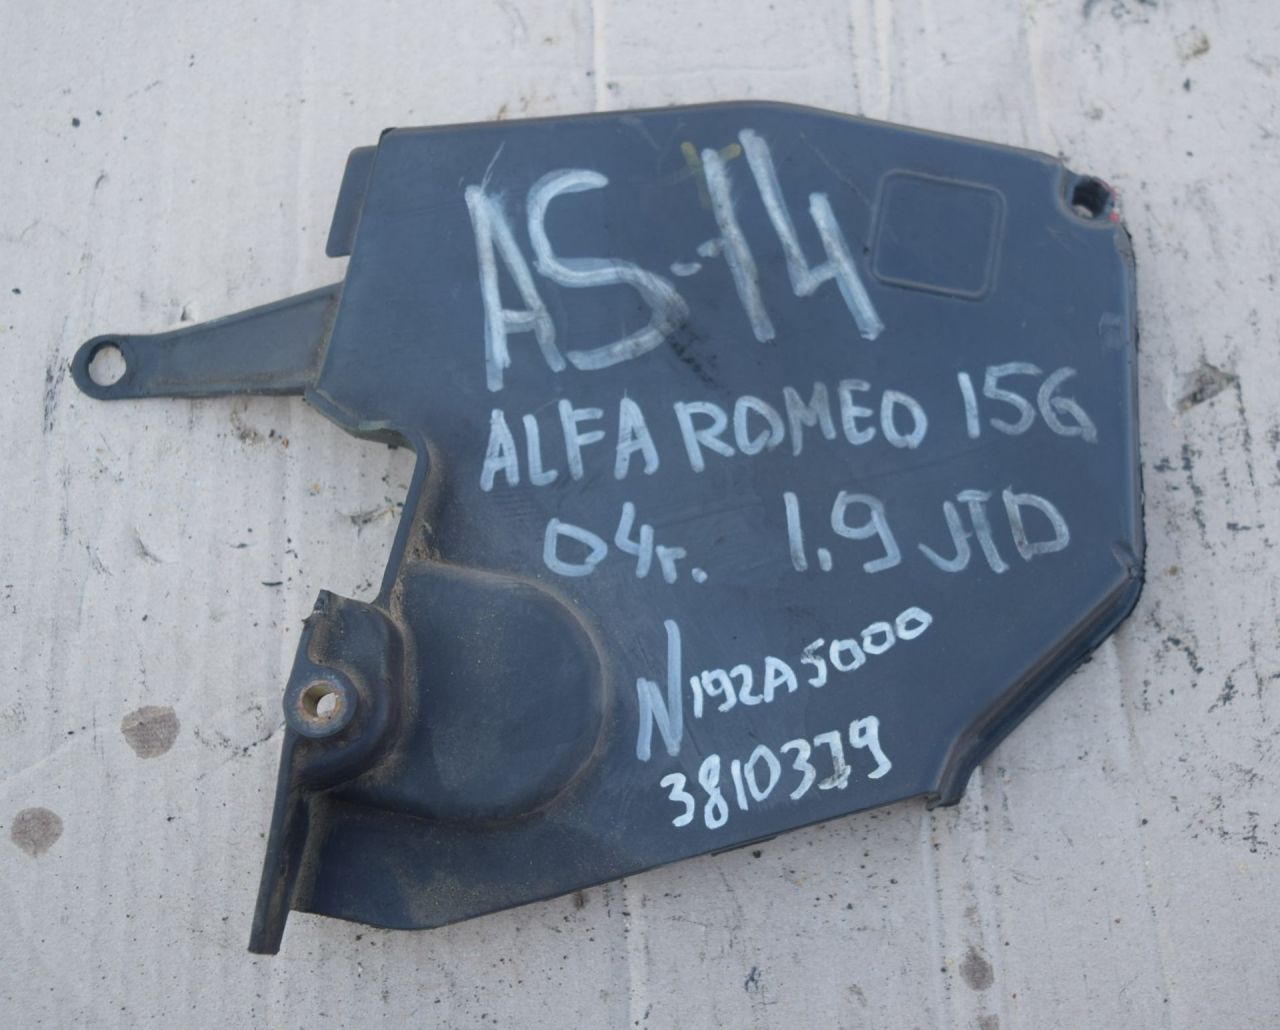 AS-14
ALFA ROMEO 156
04г. 1.9 JTD
N192A5000
3810379